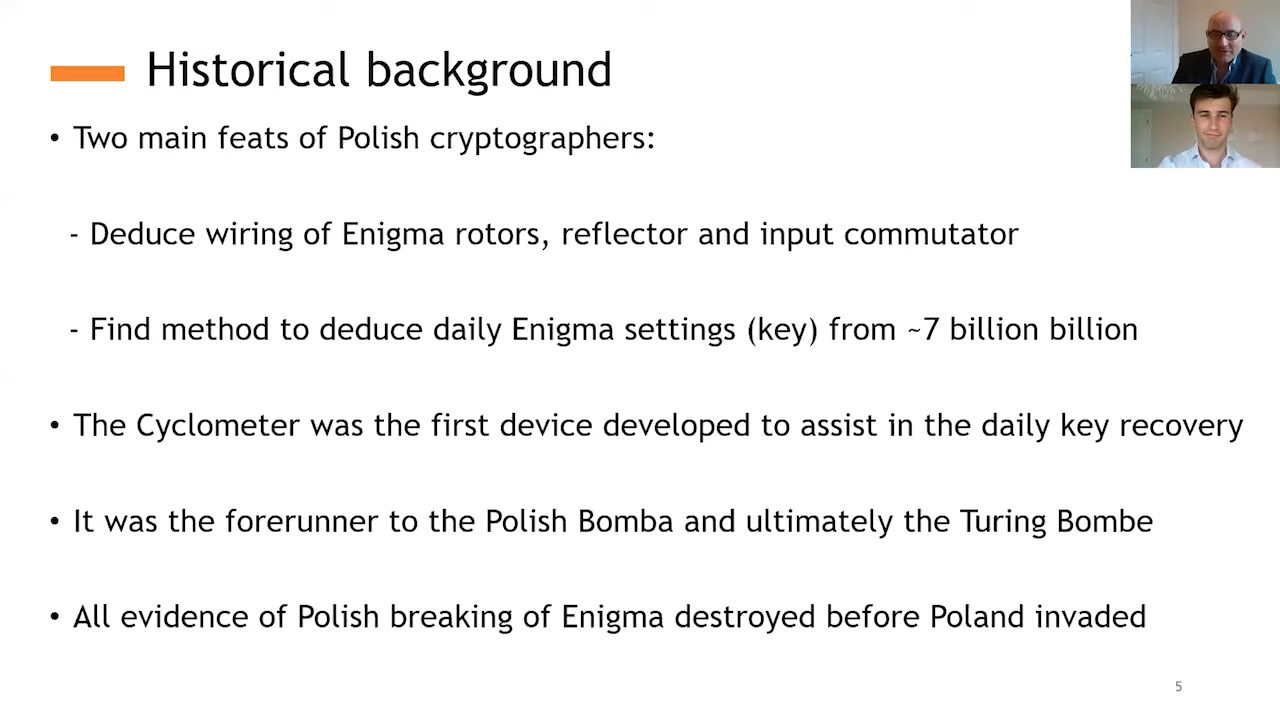 Historical background
• Two main feats of Polish cryptographers:
- Deduce wiring of Enigma rotors, reflector and input commutator
- Find method to deduce daily Enigma settings (key) from ~7 billion billion
• The Cyclometer was the first device developed to assist in the daily key recovery
• It was the forerunner to the Polish Bomba and ultimately the Turing Bombe
• All evidence of Polish breaking of Enigma destroyed before Poland invaded
5